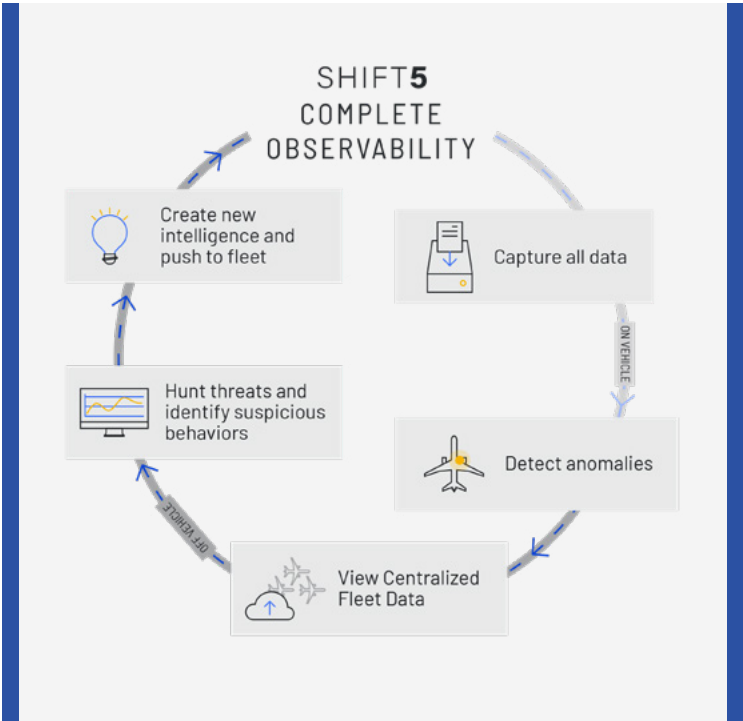 SHIFT5
COMPLETE
OBSERVABILITY
Capture all data
ON VEHICLE
Detect anomalies
View Centralized
Fleet Data
OFF VEHICLE
Hunt threats and
identify suspicious
behaviors
Create new
intelligence and
push to fleet